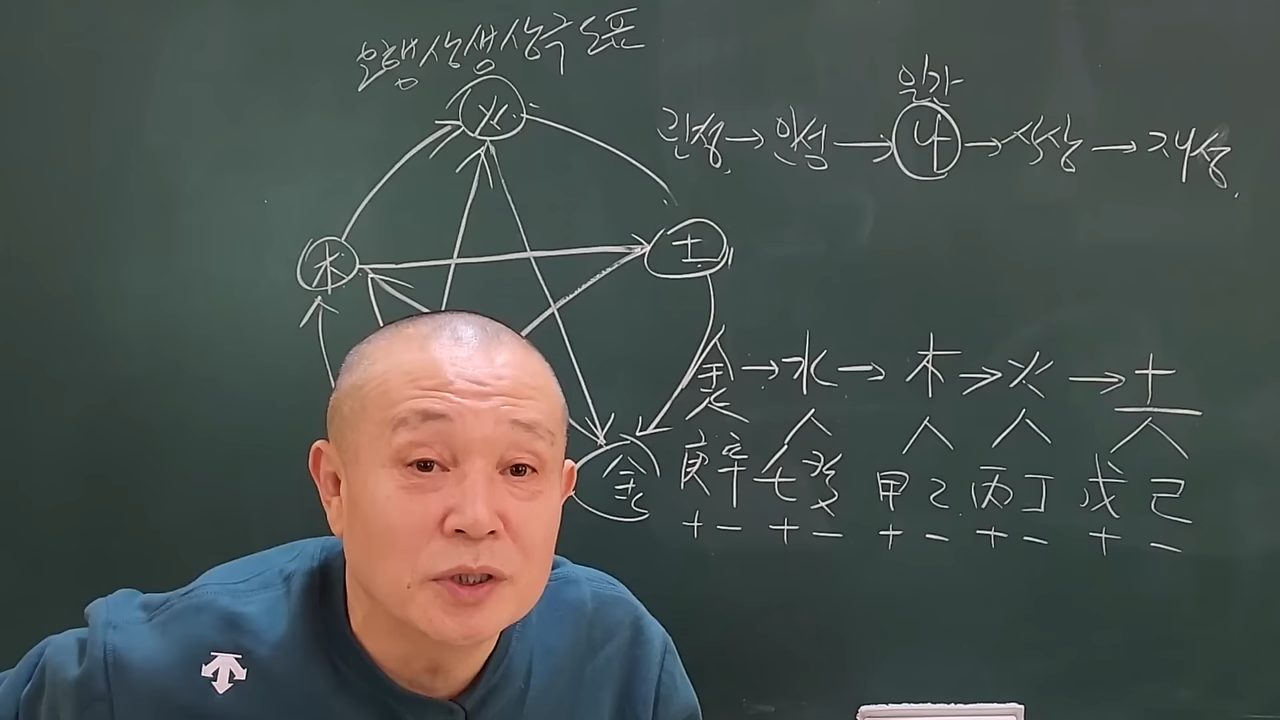 오행상생상극도표
일간
관성→인성→나→식상→재성
火
木
土
金
金→水→木→火→土
庚辛 壬癸 甲乙 丙丁 戊己
+ - + - + - + - + -